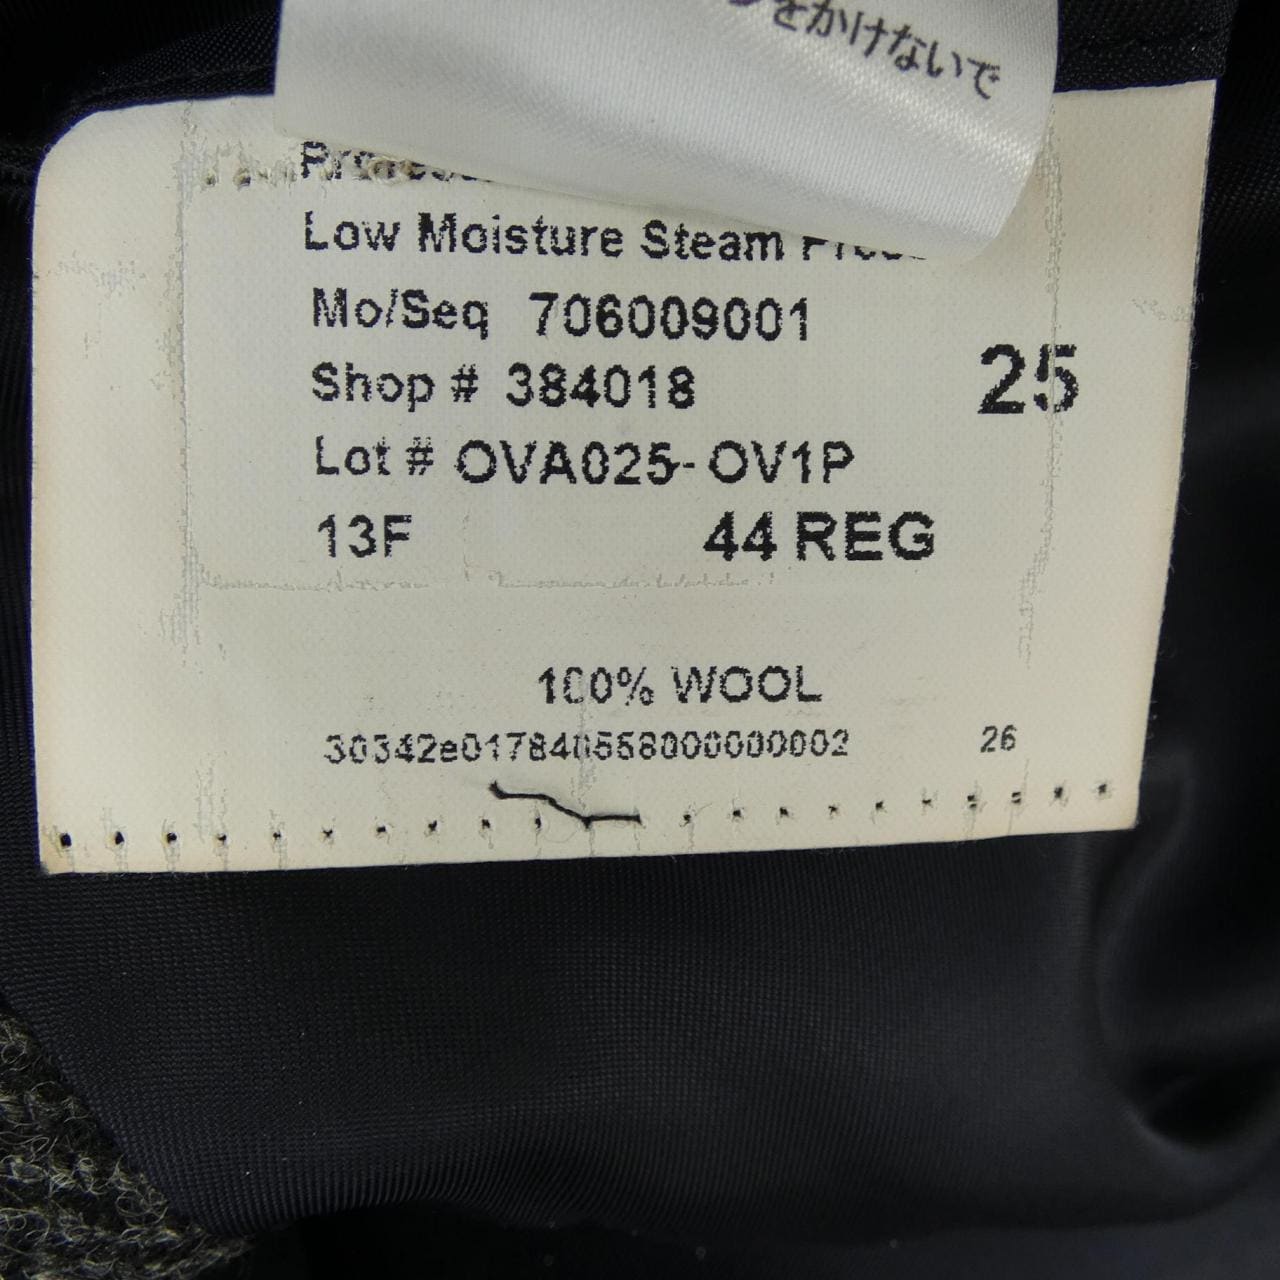 をかけないで
Low Moisture Steam
Mo/Seq 706009001
Shop # 384018
25
Lot # OVA025-OV1P
13F 44 REG
100% WOOL
26